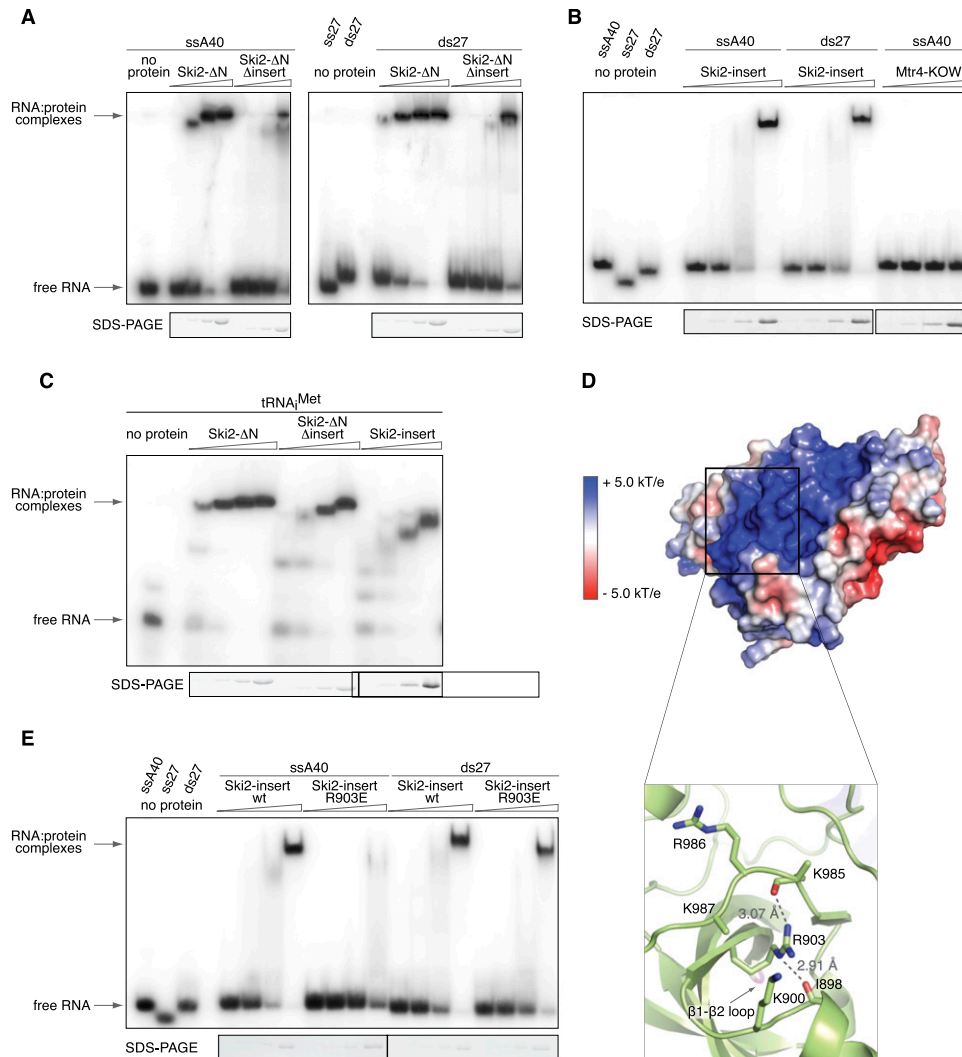 A
ssA40
no
protein
Ski2-ΔN
Ski2-ΔN
Δinsert
ss27
ds27
no protein
ds27
Ski2-ΔN
Ski2-ΔN
Δinsert
RNA:protein
complexes
free RNA
SDS-PAGE
B
ssA40
ss27
ds27
no protein
ssA40
Ski2-insert
ds27
Ski2-insert
ssA40
Mtr4-KOW
SDS-PAGE
C
tRNAiMet
no protein
Ski2-ΔN
Ski2-ΔN
Δinsert
Ski2-insert
RNA:protein
complexes
free RNA
SDS-PAGE
D
+ 5.0 kT/e
- 5.0 kT/e
R986
K985
K987
3.07 Å
R903
2.91 Å
I898
K900
β1-β2 loop
E
ssA40
ss27
ds27
no protein
ssA40
Ski2-insert
wt
Ski2-insert
R903E
ds27
Ski2-insert
wt
Ski2-insert
R903E
RNA:protein
complexes
free RNA
SDS-PAGE